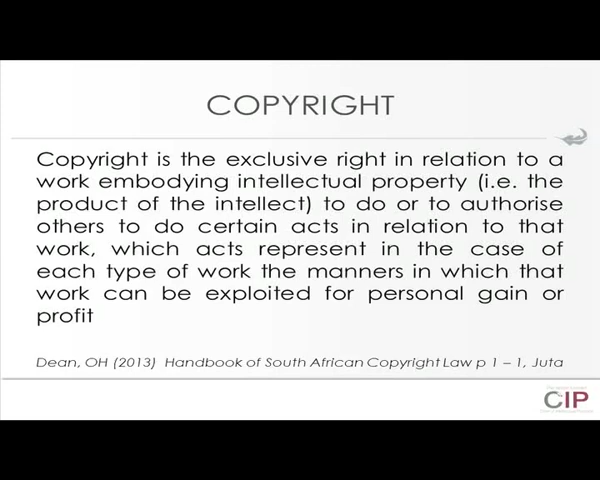 COPYRIGHT
Copyright is the exclusive right in relation to a
work embodying intellectual property (i.e. the
product of the intellect) to do or to authorise
others to do certain acts in relation to that
work, which acts represent in the case of
each type of work the manners in which that
work can be exploited for personal gain or
profit
Dean, OH (2013) Handbook of South African Copyright Law p 1 – 1, Juta
CIP